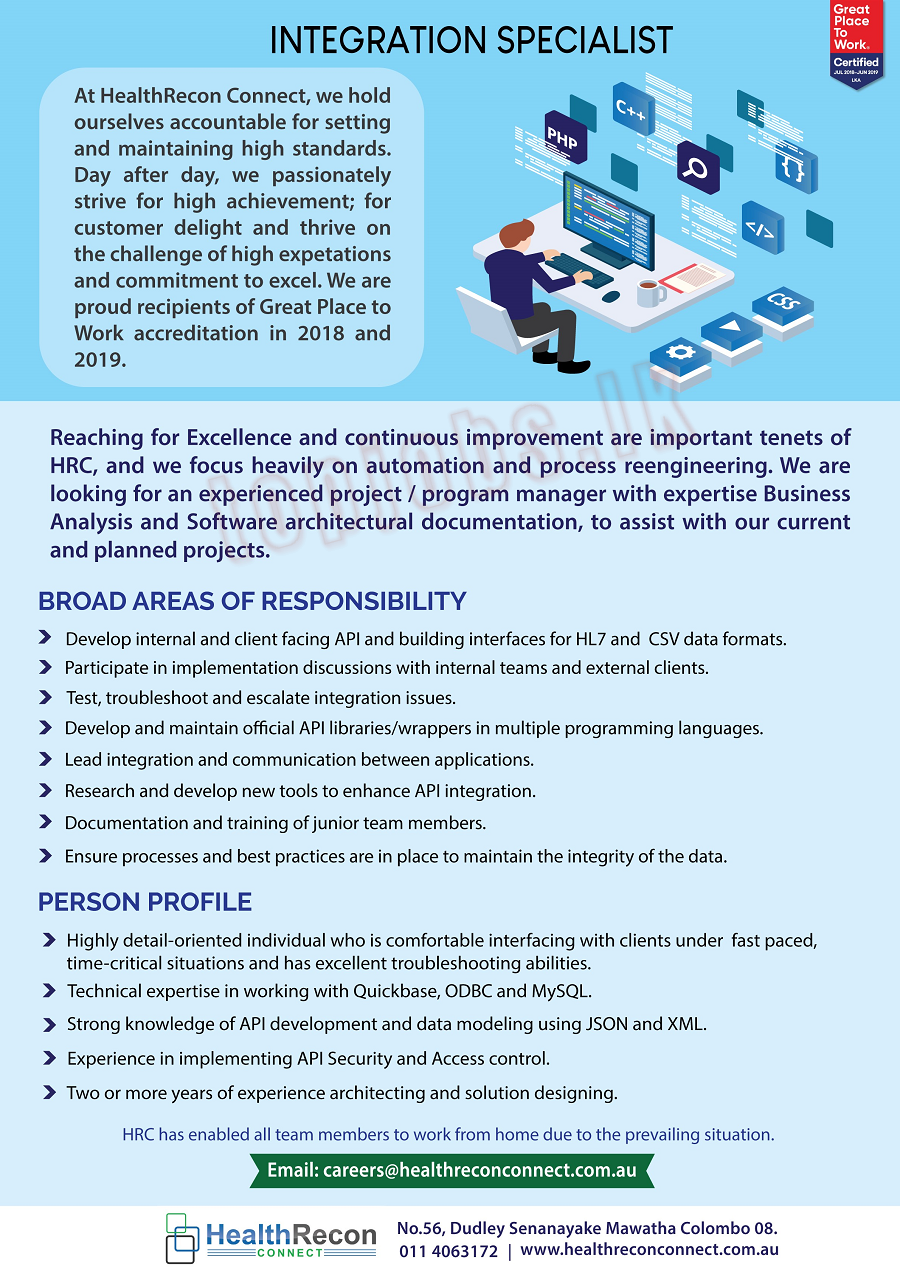 INTEGRATION SPECIALIST
Great
Place
To
Work®
Certified
JUL 2018-JUN 2019
LKA
At HealthRecon Connect, we hold
ourselves accountable for setting
and maintaining high standards.
Day after day, we passionately
strive for high achievement; for
customer delight and thrive on
the challenge of high expetations
and commitment to excel. We are
proud recipients of Great Place to
Work accreditation in 2018 and
2019.
C++
PHP
{}
</>
CSS
topjobs.lk
Reaching for Excellence and continuous improvement are important tenets of
HRC, and we focus heavily on automation and process reengineering. We are
looking for an experienced project / program manager with expertise Business
Analysis and Software architectural documentation, to assist with our current
and planned projects.
BROAD AREAS OF RESPONSIBILITY
Develop internal and client facing API and building interfaces for HL7 and CSV data formats.
Participate in implementation discussions with internal teams and external clients.
Test, troubleshoot and escalate integration issues.
Develop and maintain official API libraries/wrappers in multiple programming languages.
Lead integration and communication between applications.
Research and develop new tools to enhance API integration.
Documentation and training of junior team members.
Ensure processes and best practices are in place to maintain the integrity of the data.
PERSON PROFILE
Highly detail-oriented individual who is comfortable interfacing with clients under fast paced,
time-critical situations and has excellent troubleshooting abilities.
Technical expertise in working with Quickbase, ODBC and MySQL.
Strong knowledge of API development and data modeling using JSON and XML.
Experience in implementing API Security and Access control.
Two or more years of experience architecting and solution designing.
HRC has enabled all team members to work from home due to the prevailing situation.
Email: careers@healthreconconnect.com.au
HealthRecon
CONNECT
No.56, Dudley Senanayake Mawatha Colombo 08.
011 4063172 | www.healthreconconnect.com.au